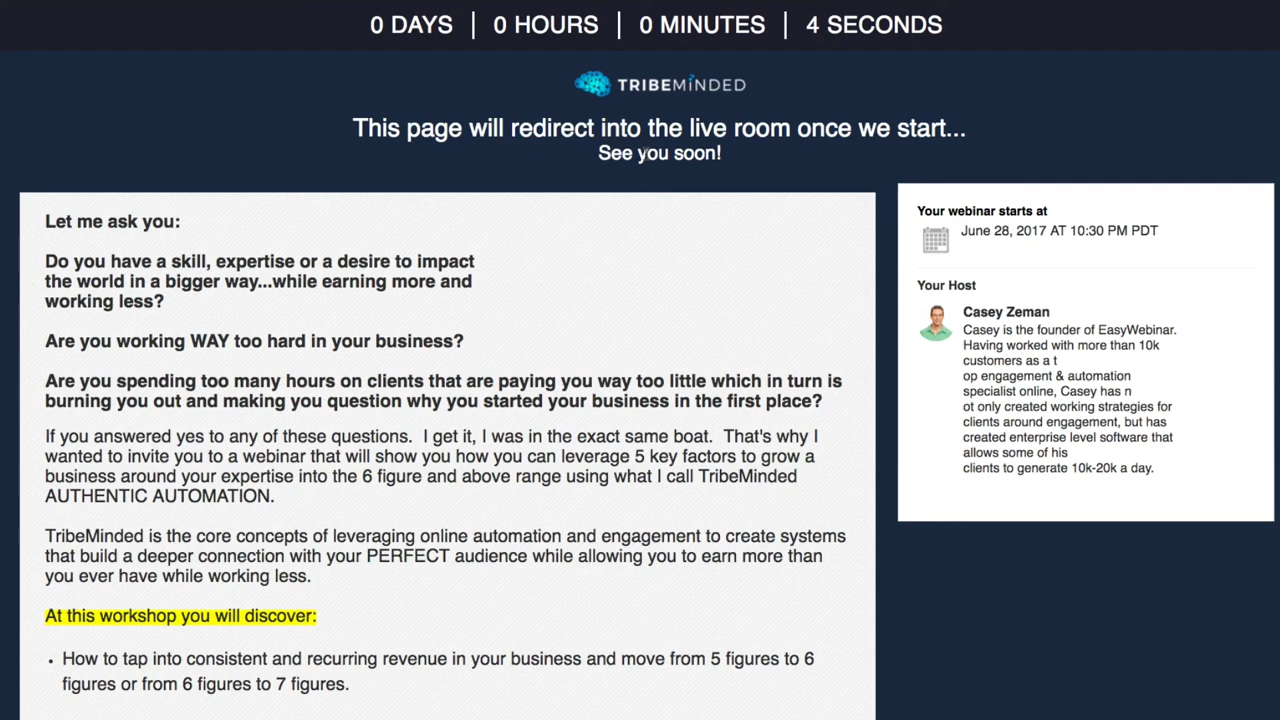 0 DAYS | 0 HOURS | 0 MINUTES | 4 SECONDS
TRIBEMiNDED
This page will redirect into the live room once we start...
See you soon!
Let me ask you:
Do you have a skill, expertise or a desire to impact
the world in a bigger way...while earning more and
working less?
Are you working WAY too hard in your business?
Are you spending too many hours on clients that are paying you way too little which in turn is
burning you out and making you question why you started your business in the first place?
If you answered yes to any of these questions.  I get it, I was in the exact same boat.  That's why I
wanted to invite you to a webinar that will show you how you can leverage 5 key factors to grow a
business around your expertise into the 6 figure and above range using what I call TribeMinded
AUTHENTIC AUTOMATION.
TribeMinded is the core concepts of leveraging online automation and engagement to create systems
that build a deeper connection with your PERFECT audience while allowing you to earn more than
you ever have while working less.
At this workshop you will discover:
• How to tap into consistent and recurring revenue in your business and move from 5 figures to 6
figures or from 6 figures to 7 figures.
Your webinar starts at
June 28, 2017 AT 10:30 PM PDT
Your Host
Casey Zeman
Casey is the founder of EasyWebinar.
Having worked with more than 10k
customers as a t
op engagement & automation
specialist online, Casey has n
ot only created working strategies for
clients around engagement, but has
created enterprise level software that
allows some of his
clients to generate 10k-20k a day.